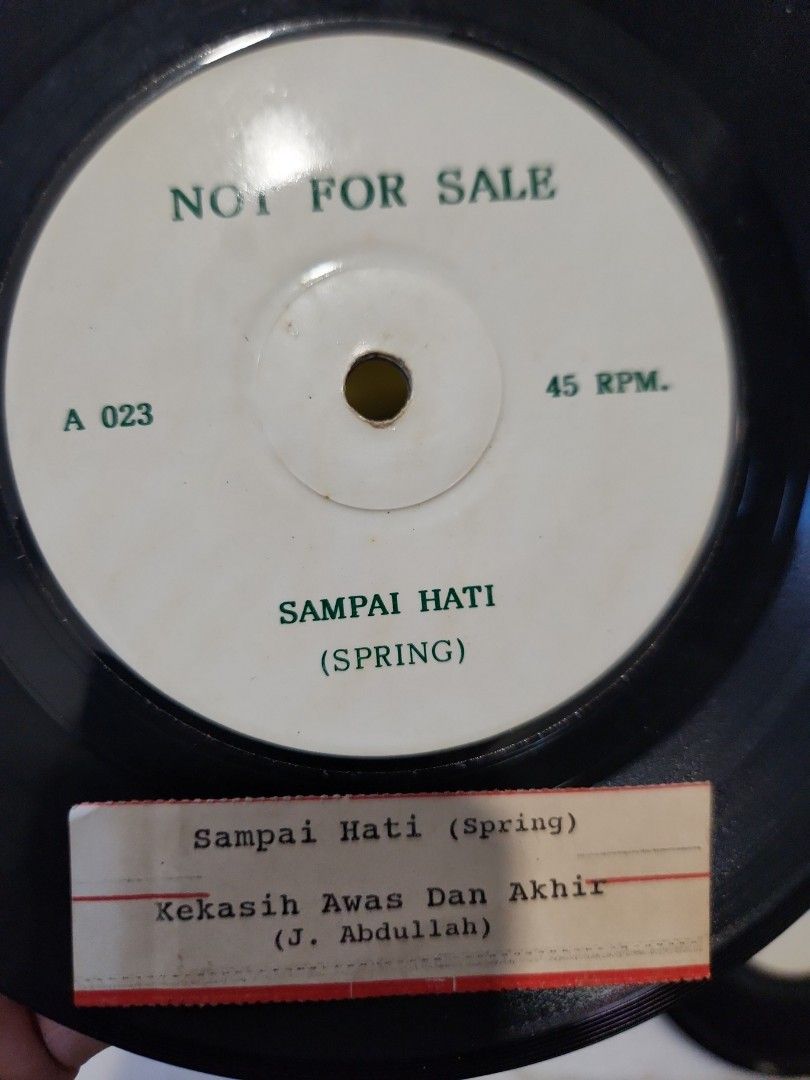 NOT FOR SALE
A 023
45 RPM.
SAMPAI HATI
(SPRING)
Sampai Hati (Spring)
Kekasih Awas Dan Akhir
(J. Abdullah)